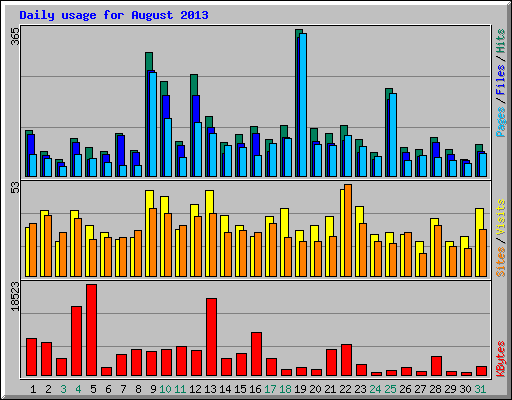 Daily usage for August 2013
365
Pages / Files / Hits
53
Sites / Visits
18523
KBytes
1 2 3 4 5 6 7 8 9 10 11 12 13 14 15 16 17 18 19 20 21 22 23 24 25 26 27 28 29 30 31